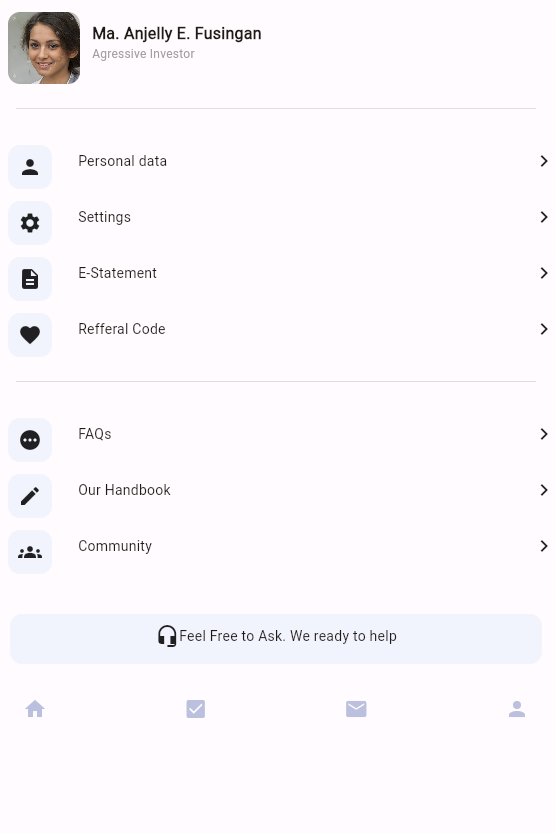 Ma. Anjelly E. Fusingan
Agressive Investor
Personal data
Settings
E-Statement
Refferal Code
FAQs
Our Handbook
Community
Feel Free to Ask. We ready to help